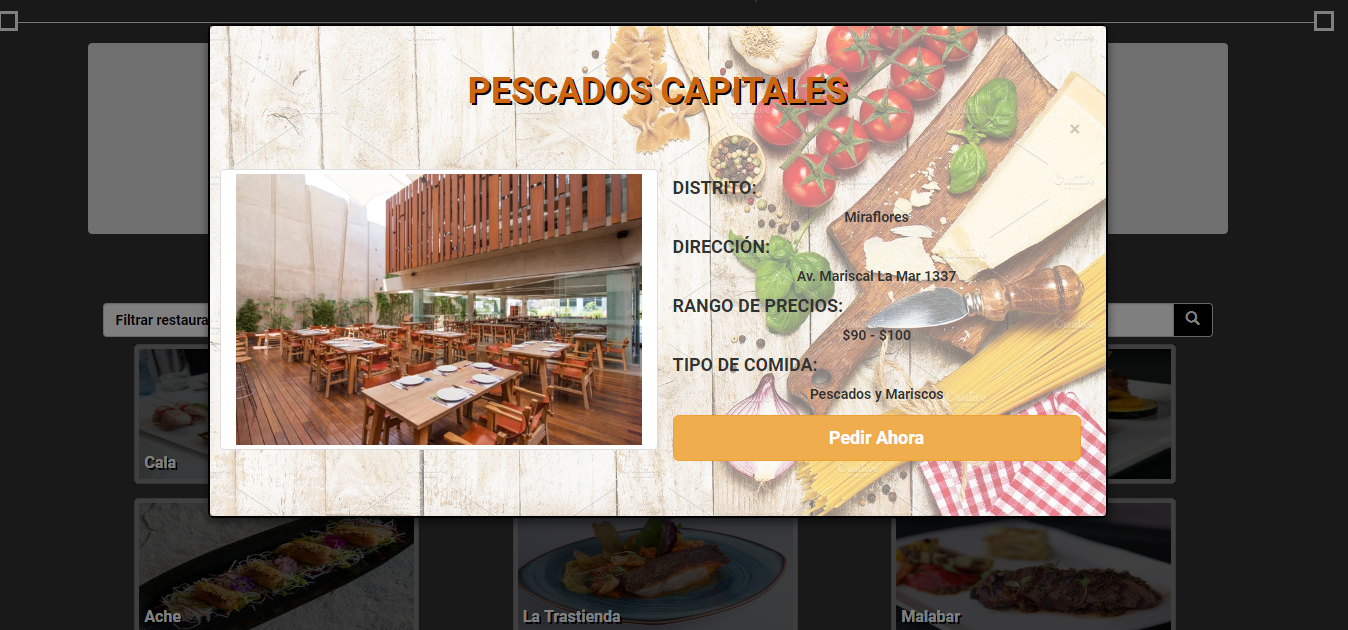 PESCADOS CAPITALES
×
DISTRITO:
Miraflores
DIRECCIÓN:
Av. Mariscal La Mar 1337
RANGO DE PRECIOS:
$90 - $100
TIPO DE COMIDA:
Pescados y Mariscos
Pedir Ahora
Filtrar restaura
Cala
Ache
La Trastienda
Malabar